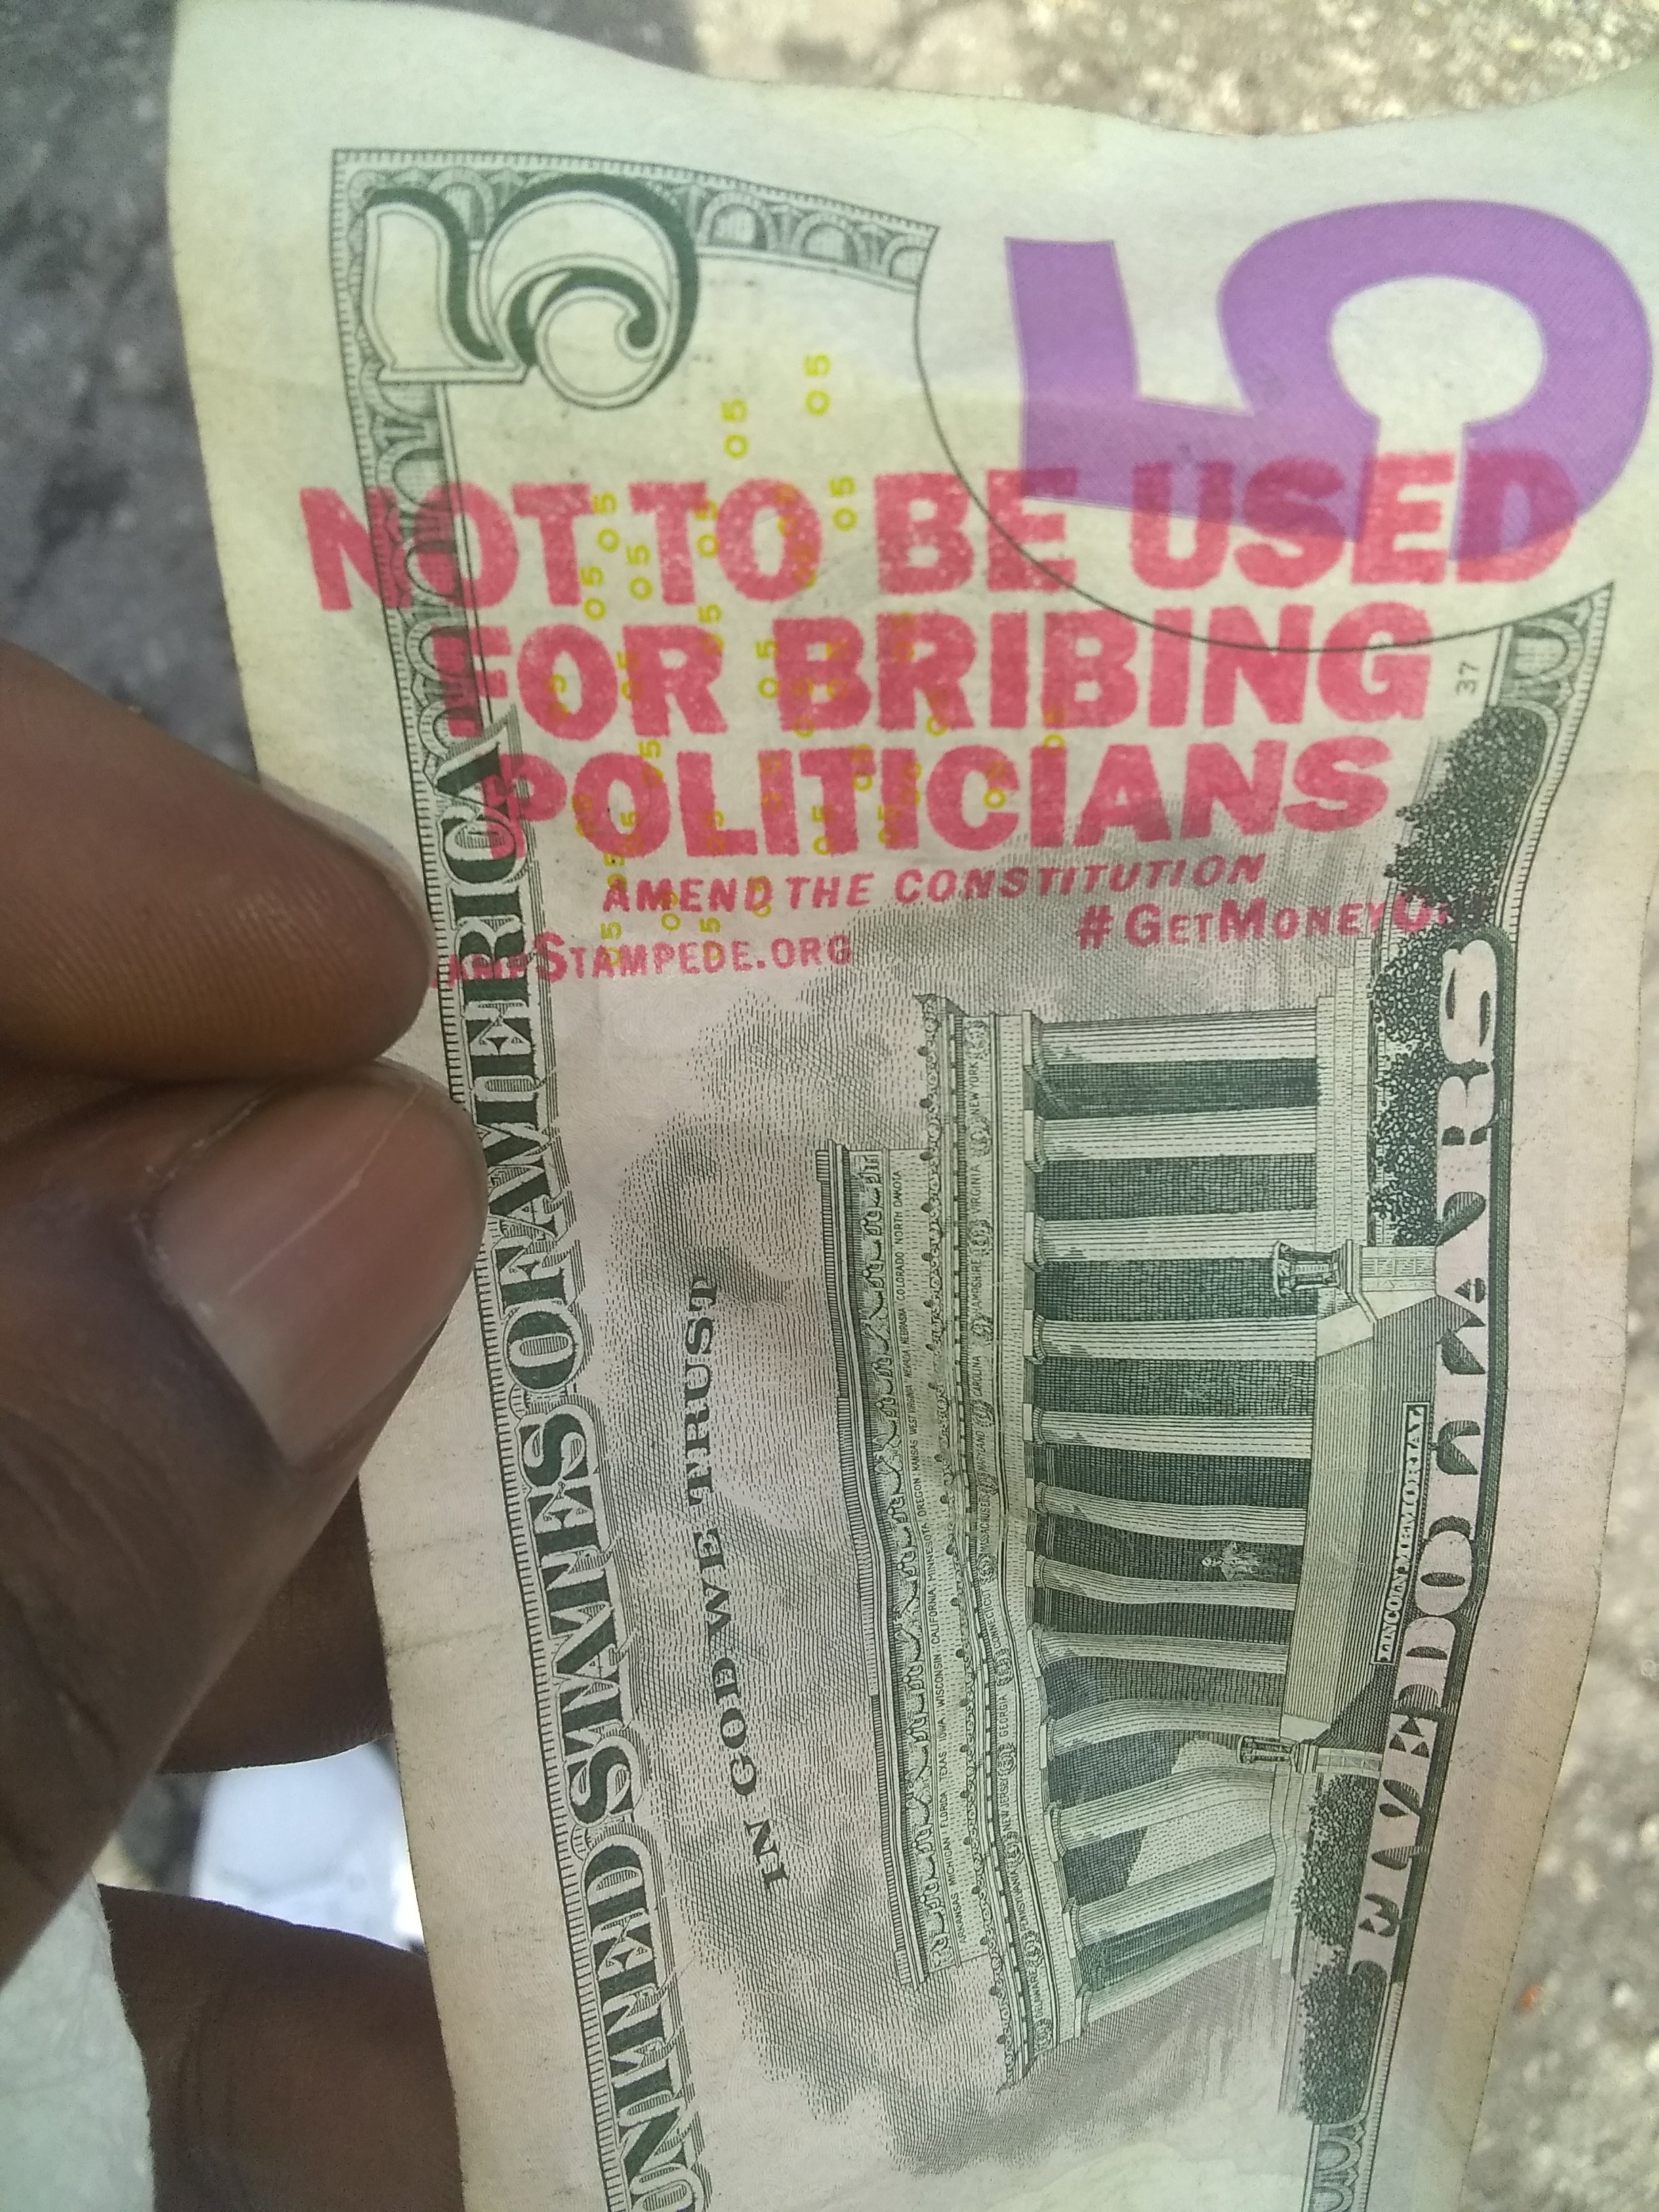 5
5
NOT TO BE USED
FOR BRIBING
POLITICIANS
AMEND THE CONSTITUTION
#GETMONEYOUT
STAMPEDE.ORG
37
UNITED STATES OF AMERICA
IN GOD WE TRUST
LINCOLN MEMORIAL
FIVE DOLLARS